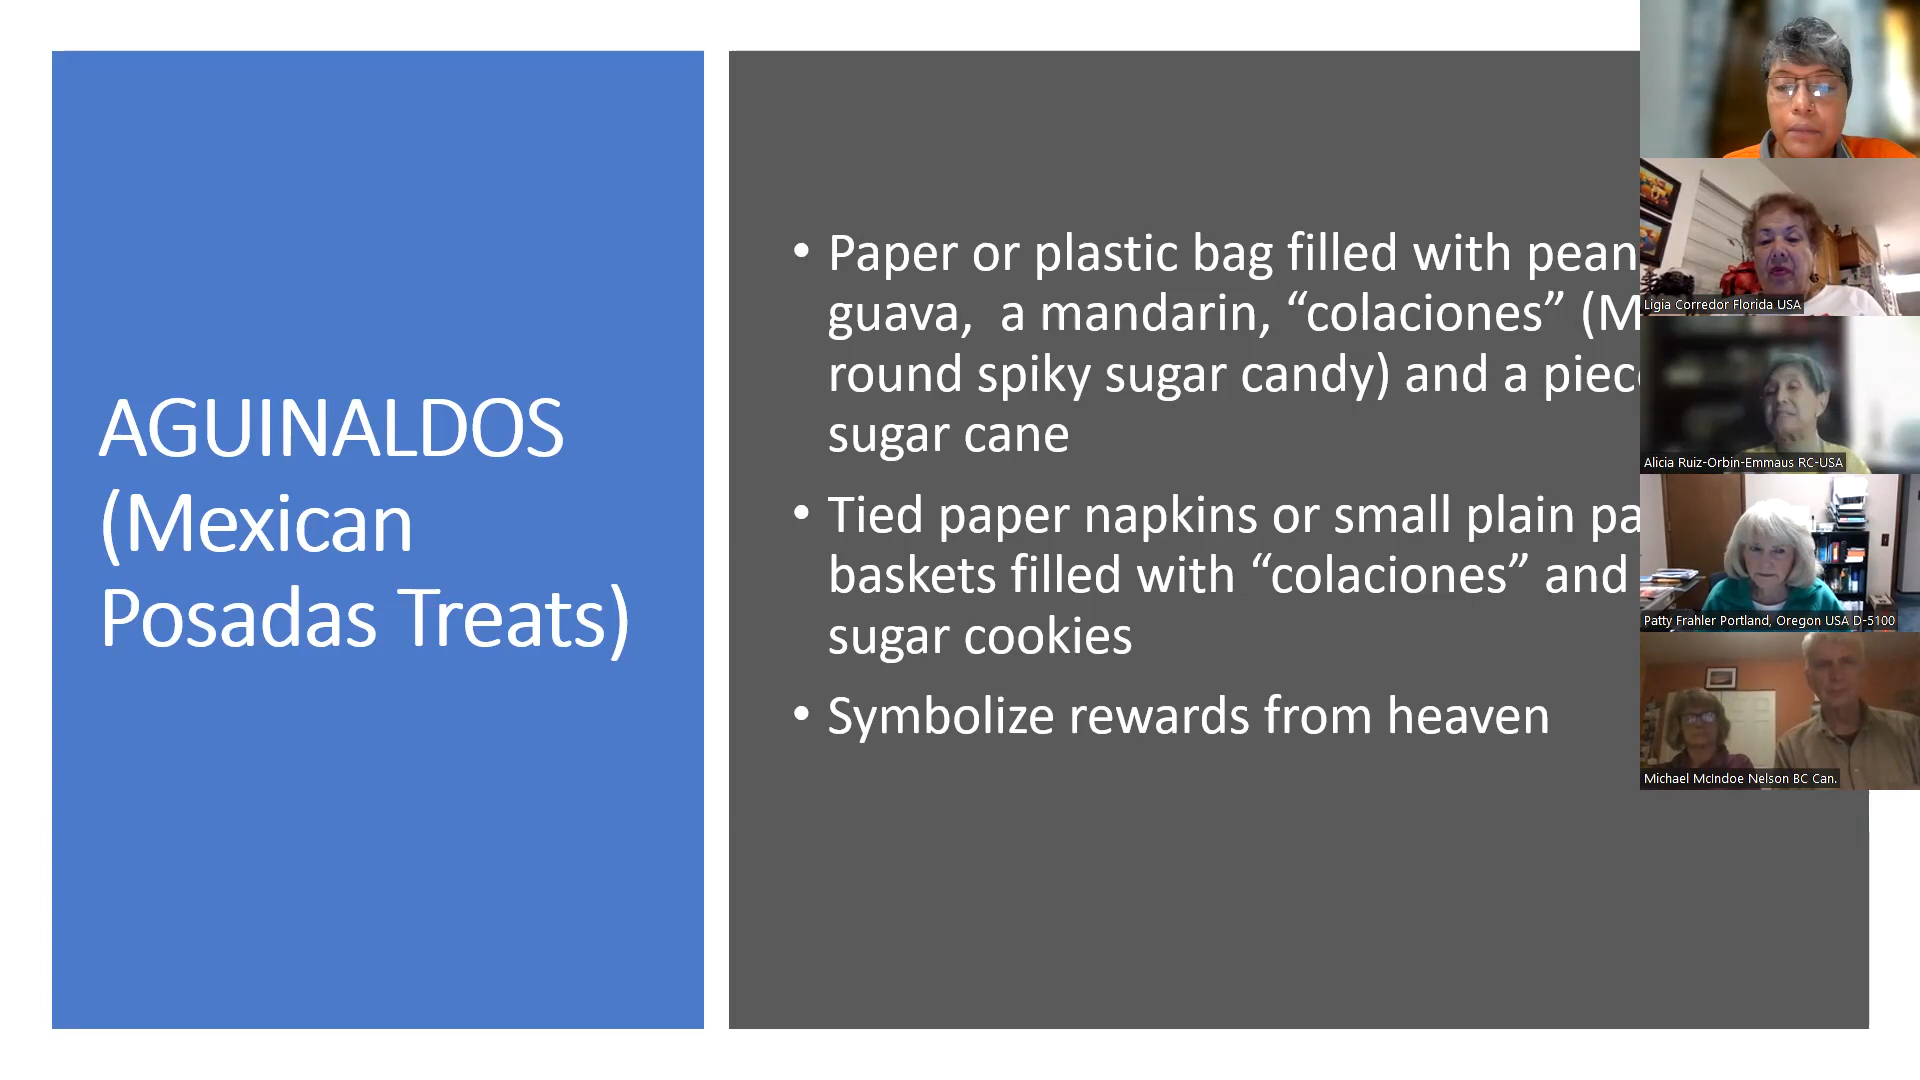 AGUINALDOS
(Mexican
Posadas Treats)
• Paper or plastic bag filled with
guava, a mandarin, “colaciones”
round spiky sugar candy) and a
sugar cane
• Tied paper napkins or small plain
baskets filled with “colaciones” and
sugar cookies
• Symbolize rewards from heaven
Ligia Corredor Florida USA
Alicia Ruiz-Orbin-Emmaus RC-USA
Patty Frahler Portland, Oregon USA D-5100
Michael McIndoe Nelson BC Can.